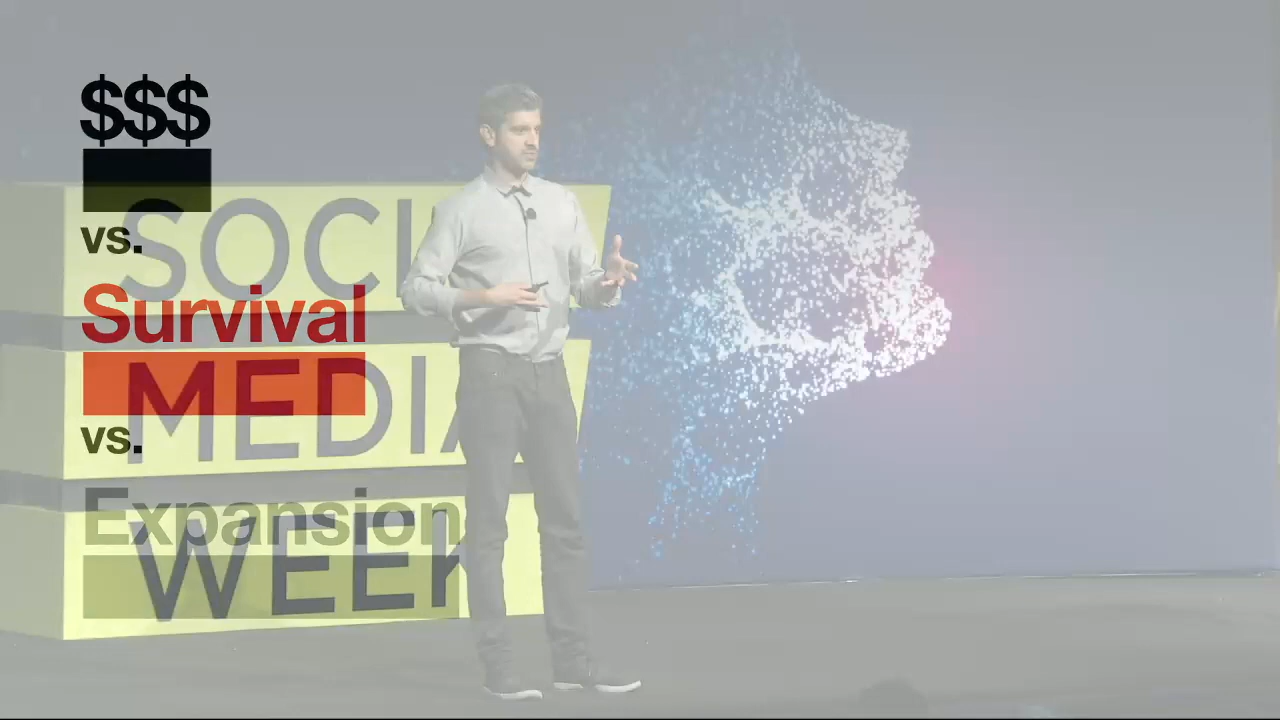 $$$
vs.
Survival
vs.
Expansion
SOCI
MEDIA
WEEK